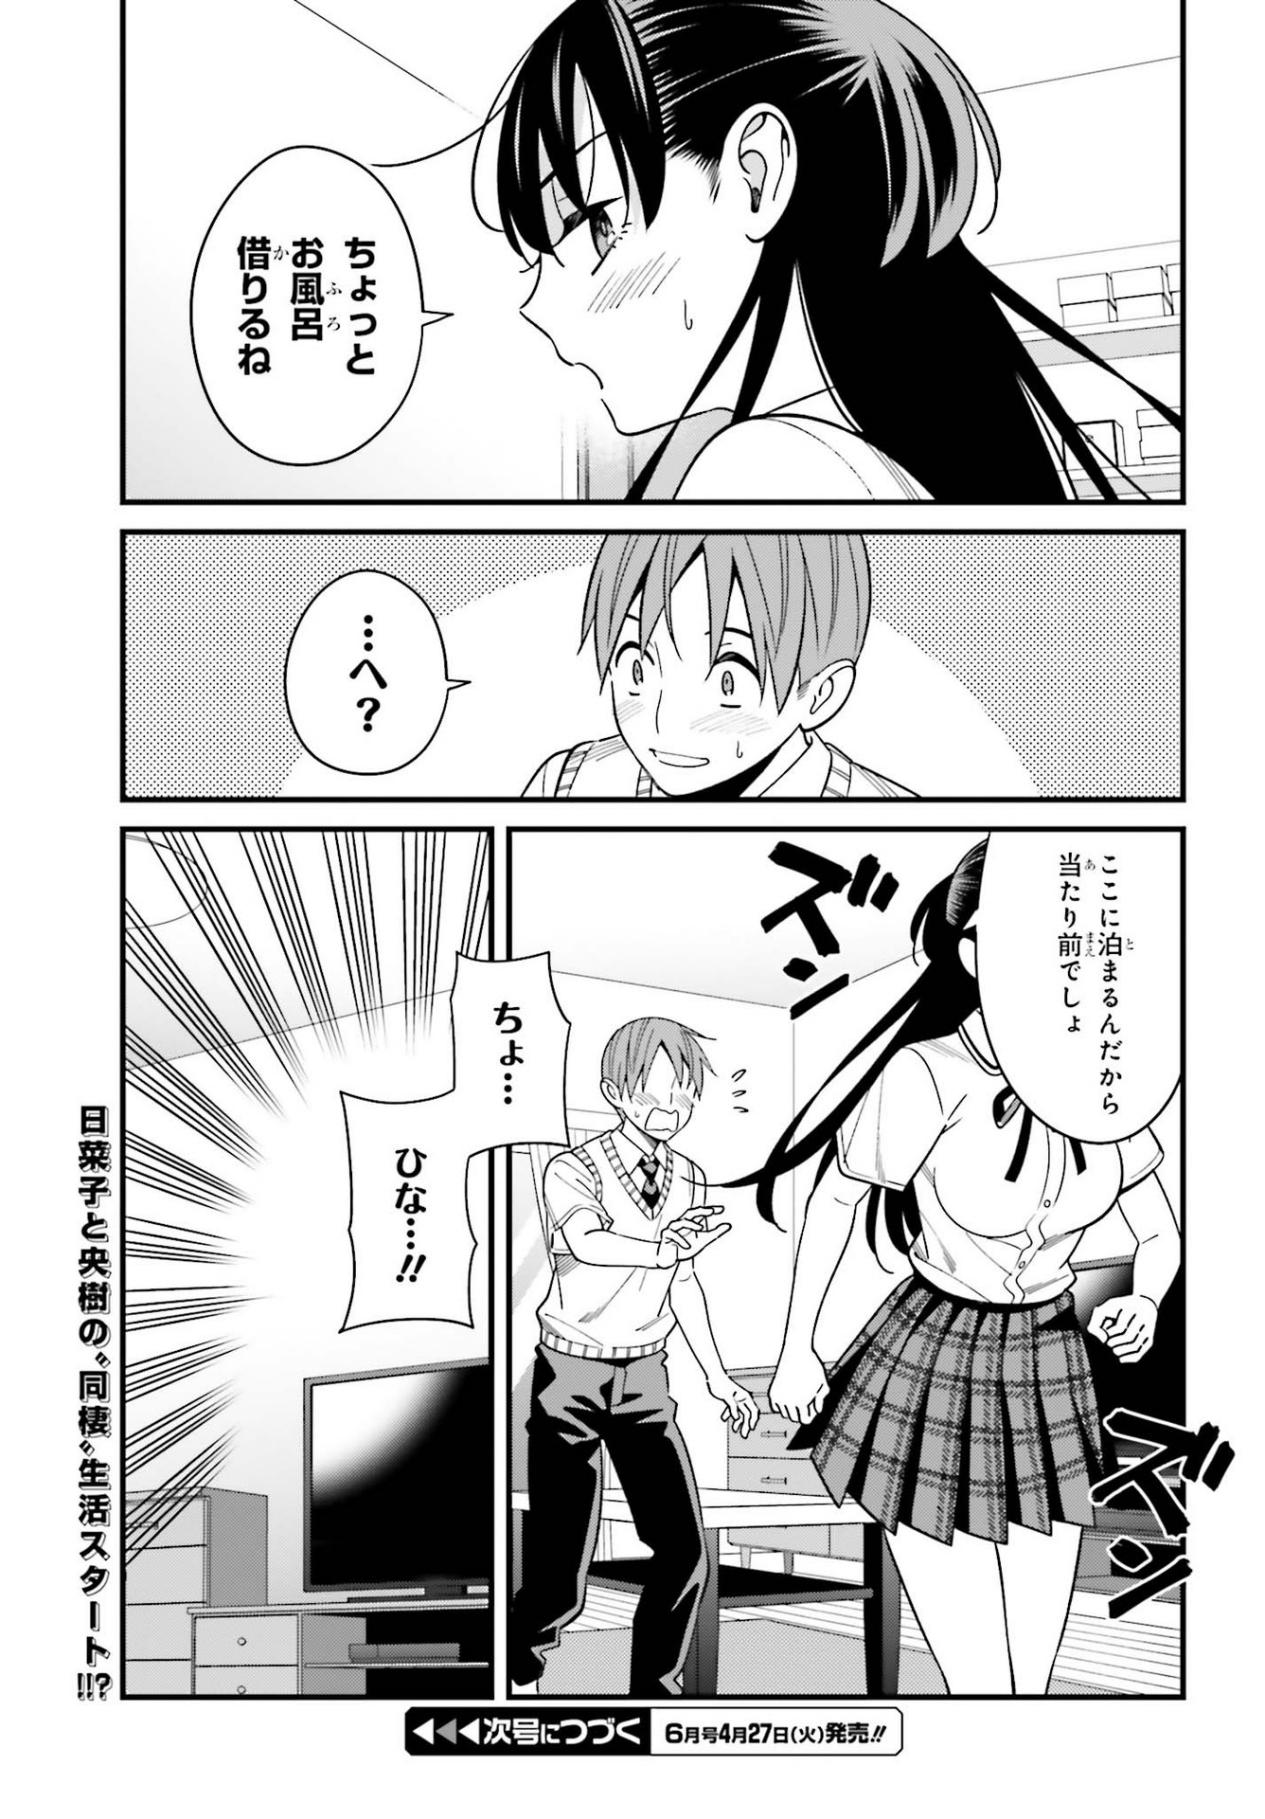 ちょっと
お風呂
借りるね
…へ?
ここに泊まるんだから
当たり前でしょ
ズン
ちょ…
ひな…!!
ズン
日菜子と央樹の〝同棲〟生活スタート!!?
次号につづく 6月号4月27日(火)発売!!